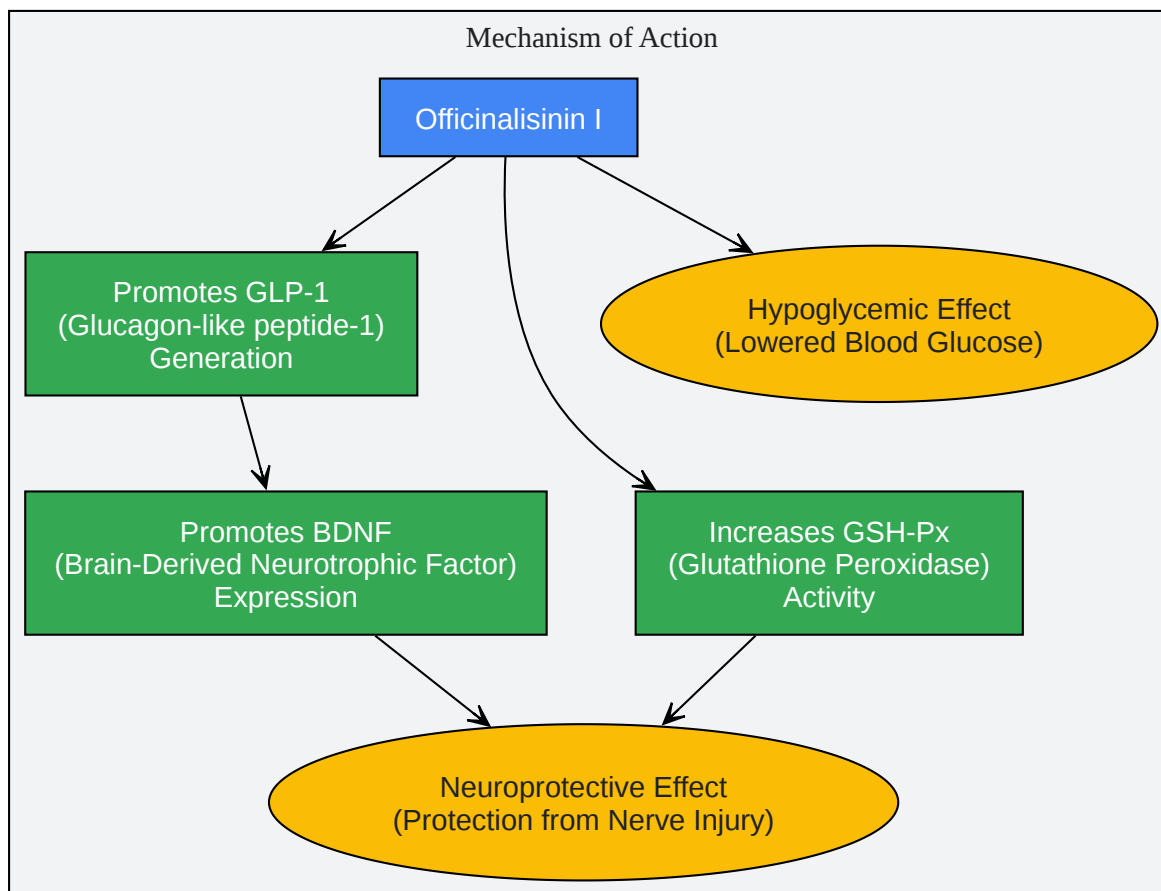 Mechanism of Action
Officinalisinin I
Promotes GLP-1
(Glucagon-like peptide-1)
Generation
Hypoglycemic Effect
(Lowered Blood Glucose)
Promotes BDNF
(Brain-Derived Neurotrophic Factor)
Expression
Increases GSH-Px
(Glutathione Peroxidase)
Activity
Neuroprotective Effect
(Protection from Nerve Injury)